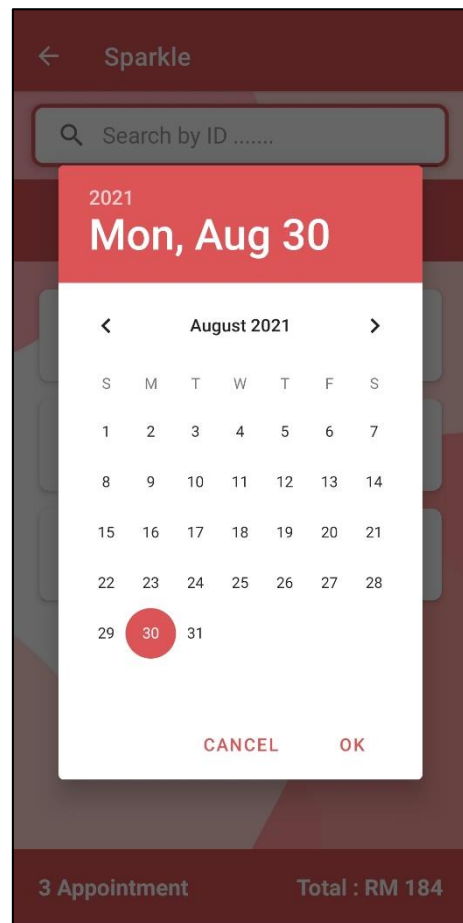 Sparkle
Search by ID .......
2021
Mon, Aug 30
August 2021
S M T W T F S
1 2 3 4 5 6 7
8 9 10 11 12 13 14
15 16 17 18 19 20 21
22 23 24 25 26 27 28
29 30 31
CANCEL OK
3 Appointment Total : RM 184